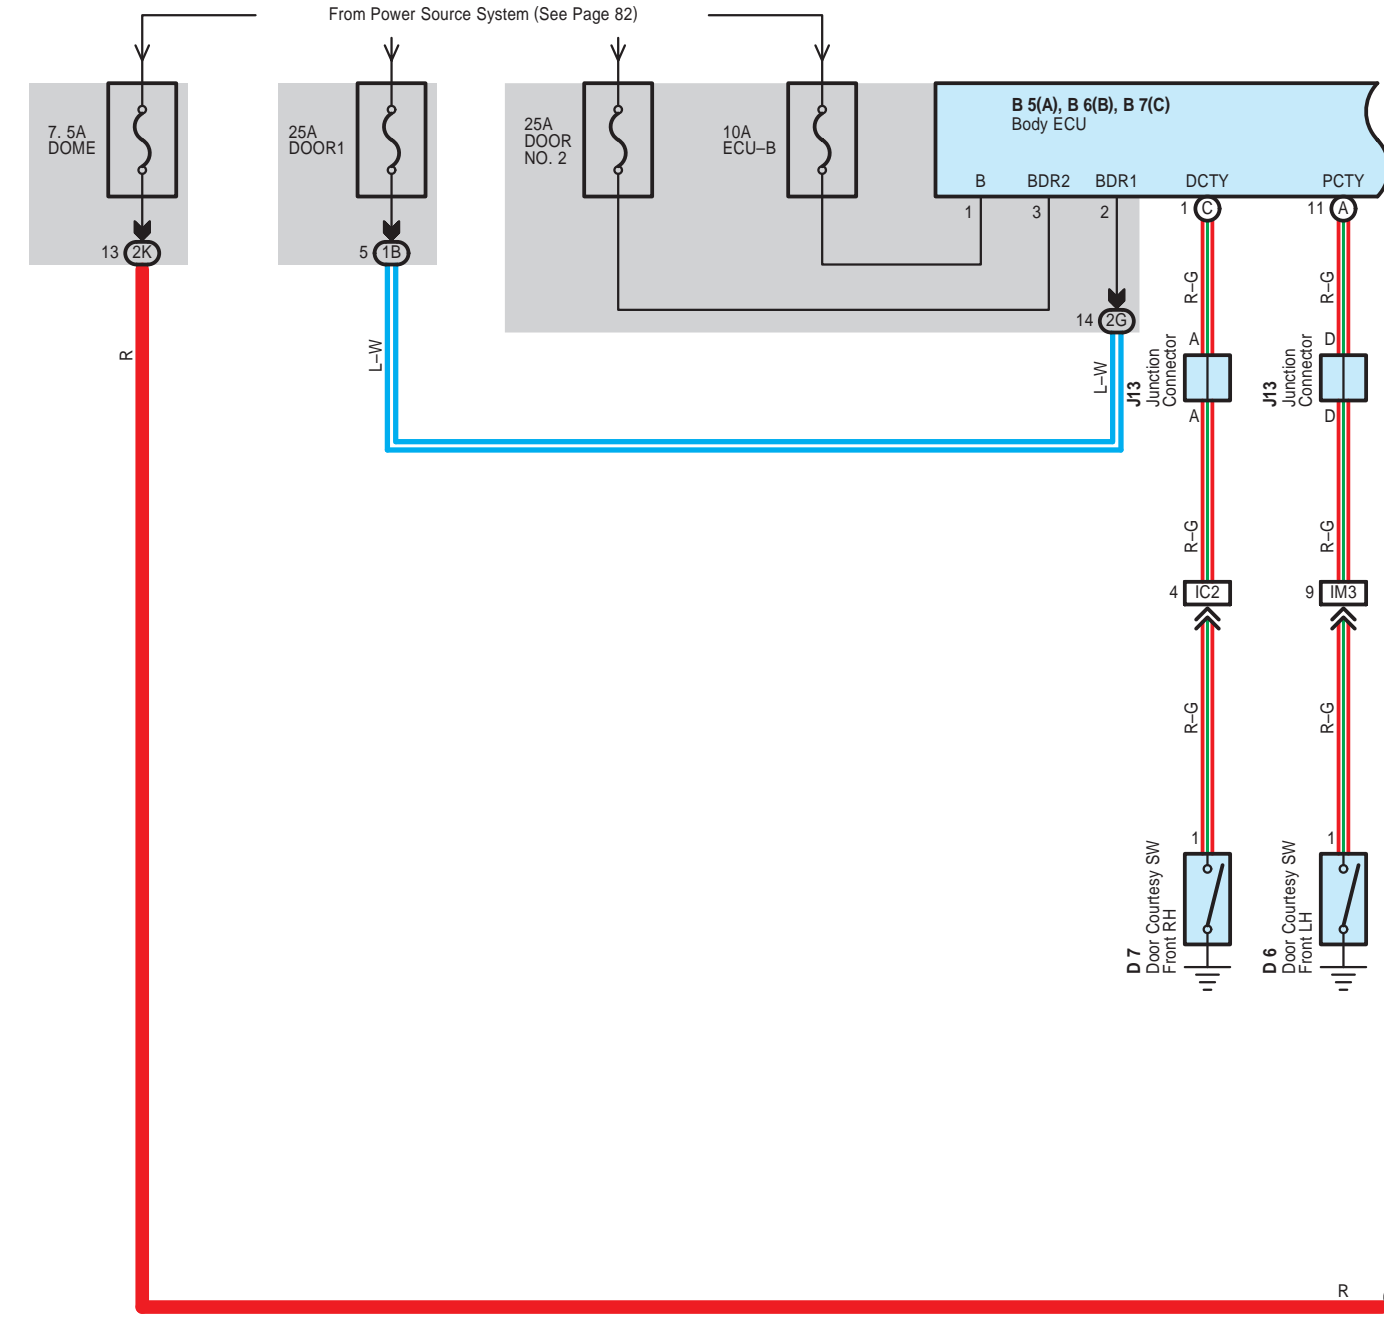 From Power Source System (See Page 82)
7. 5A
DOME
25A
DOOR1
25A
DOOR
NO. 2
10A
ECU–B
B 5(A), B 6(B), B 7(C)
Body ECU
B
BDR2
BDR1
DCTY
PCTY
1
3
2
1
C
11
A
13
2K
5
1B
14
2G
R
L–W
L–W
R–G
R–G
A
D
J13
Junction
Connector
J13
Junction
Connector
A
D
R–G
R–G
4
IC2
9
IM3
R–G
R–G
1
1
D 7
Door Courtesy SW
Front RH
D 6
Door Courtesy SW
Front LH
R